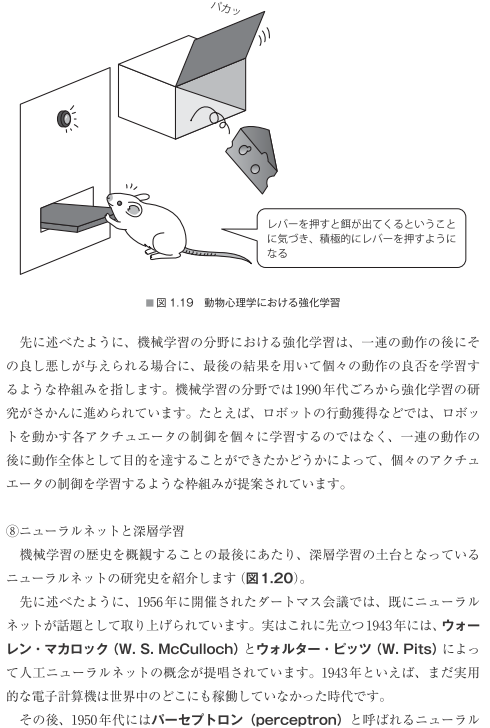 パカッ
レバーを押すと餌が出てくるということ
に気づき、積極的にレバーを押すように
なる
■図 1.19　動物心理学における強化学習
　先に述べたように、機械学習の分野における強化学習は、一連の動作の後にそ
の良し悪しが与えられる場合に、最後の結果を用いて個々の動作の良否を学習す
るような枠組みを指します。機械学習の分野では1990年代ごろから強化学習の研
究がさかんに進められています。たとえば、ロボットの行動獲得などでは、ロボッ
トを動かす各アクチュエータの制御を個々に学習するのではなく、一連の動作の
後に動作全体として目的を達することができたかどうかによって、個々のアクチュ
エータの制御を学習するような枠組みが提案されています。
⑧ニューラルネットと深層学習
　機械学習の歴史を概観することの最後にあたり、深層学習の土台となっている
ニューラルネットの研究史を紹介します（図1.20）。
　先に述べたように、1956年に開催されたダートマス会議では、既にニューラル
ネットが話題として取り上げられています。実はこれに先立つ1943年には、ウォー
レン・マカロック（W. S. McCulloch）とウォルター・ピッツ（W. Pits）によっ
て人工ニューラルネットの概念が提唱されています。1943年といえば、まだ実用
的な電子計算機は世界中のどこにも稼働していなかった時代です。
　その後、1950年代にはパーセプトロン（perceptron）と呼ばれるニューラル